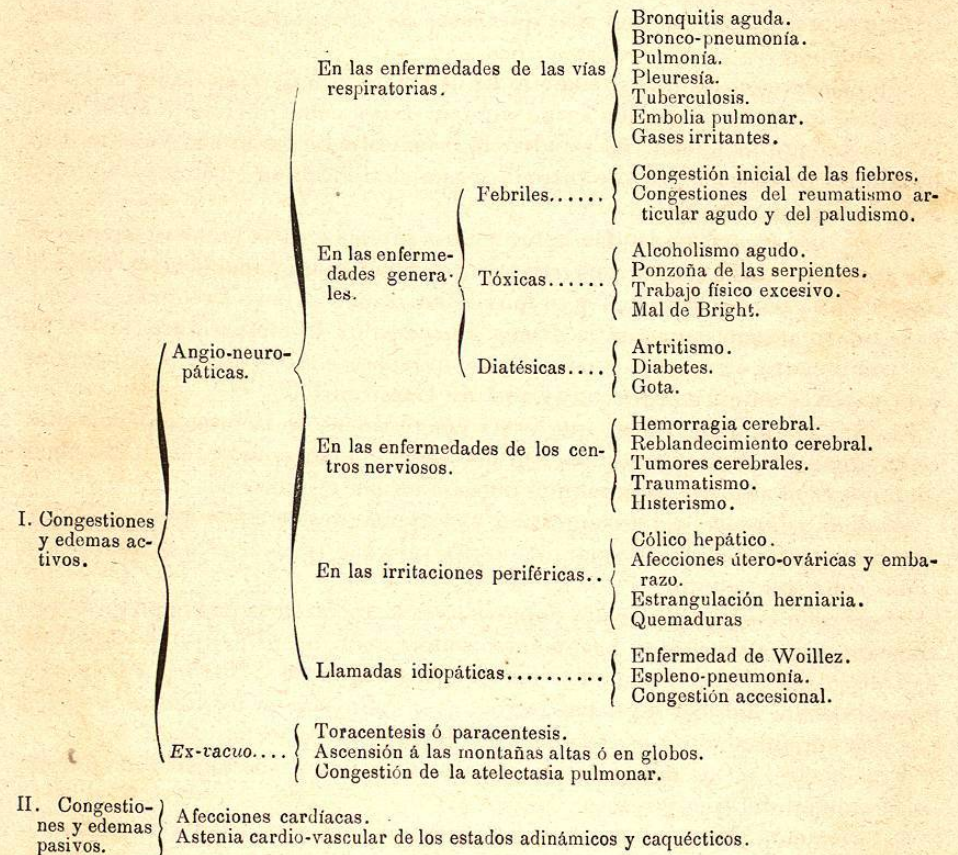 Bronquitis aguda.
Bronco-pneumonía.
En las enfermedades de las vías
respiratorias.
Pulmonía.
Pleuresía.
Tuberculosis.
Embolia pulmonar.
Gases irritantes.
Febriles......
Congestión inicial de las fiebres.
Congestiones del reumatismo ar-
ticular agudo y del paludismo.
En las enferme-
dades genera-
les.
Tóxicas......
Alcoholismo agudo.
Ponzoña de las serpientes.
Trabajo físico excesivo.
Mal de Bright.
Angio-neuro-
páticas.
Diatésicas....
Artritismo.
Diabetes.
Gota.
En las enfermedades de los cen-
tros nerviosos.
Hemorragia cerebral.
Reblandecimiento cerebral.
Tumores cerebrales.
Traumatismo.
Histerismo.
I. Congestiones
y edemas ac-
tivos.
En las irritaciones periféricas..
Cólico hepático.
Afecciones útero-ováricas y emba-
razo.
Estrangulación herniaria.
Quemaduras
Llamadas idiopáticas..........
Enfermedad de Woillez.
Espleno-pneumonía.
Congestión accesional.
Ex-vacuo....
Toracentesis ó paracentesis.
Ascensión á las montañas altas ó en globos.
Congestión de la atelectasia pulmonar.
II. Congestio-
nes y edemas
pasivos.
Afecciones cardíacas.
Astenia cardio-vascular de los estados adinámicos y caquécticos.